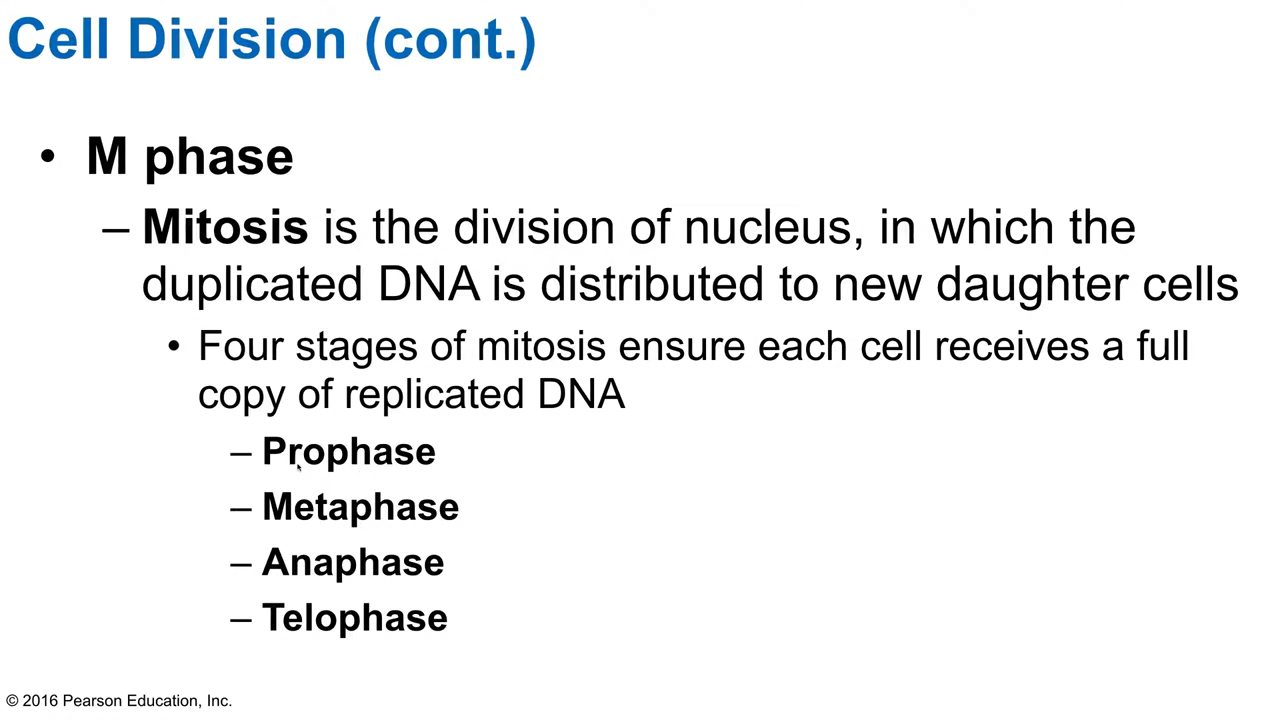 Cell Division (cont.)
• M phase
– Mitosis is the division of nucleus, in which the
duplicated DNA is distributed to new daughter cells
• Four stages of mitosis ensure each cell receives a full
copy of replicated DNA
– Prophase
– Metaphase
– Anaphase
– Telophase
© 2016 Pearson Education, Inc.